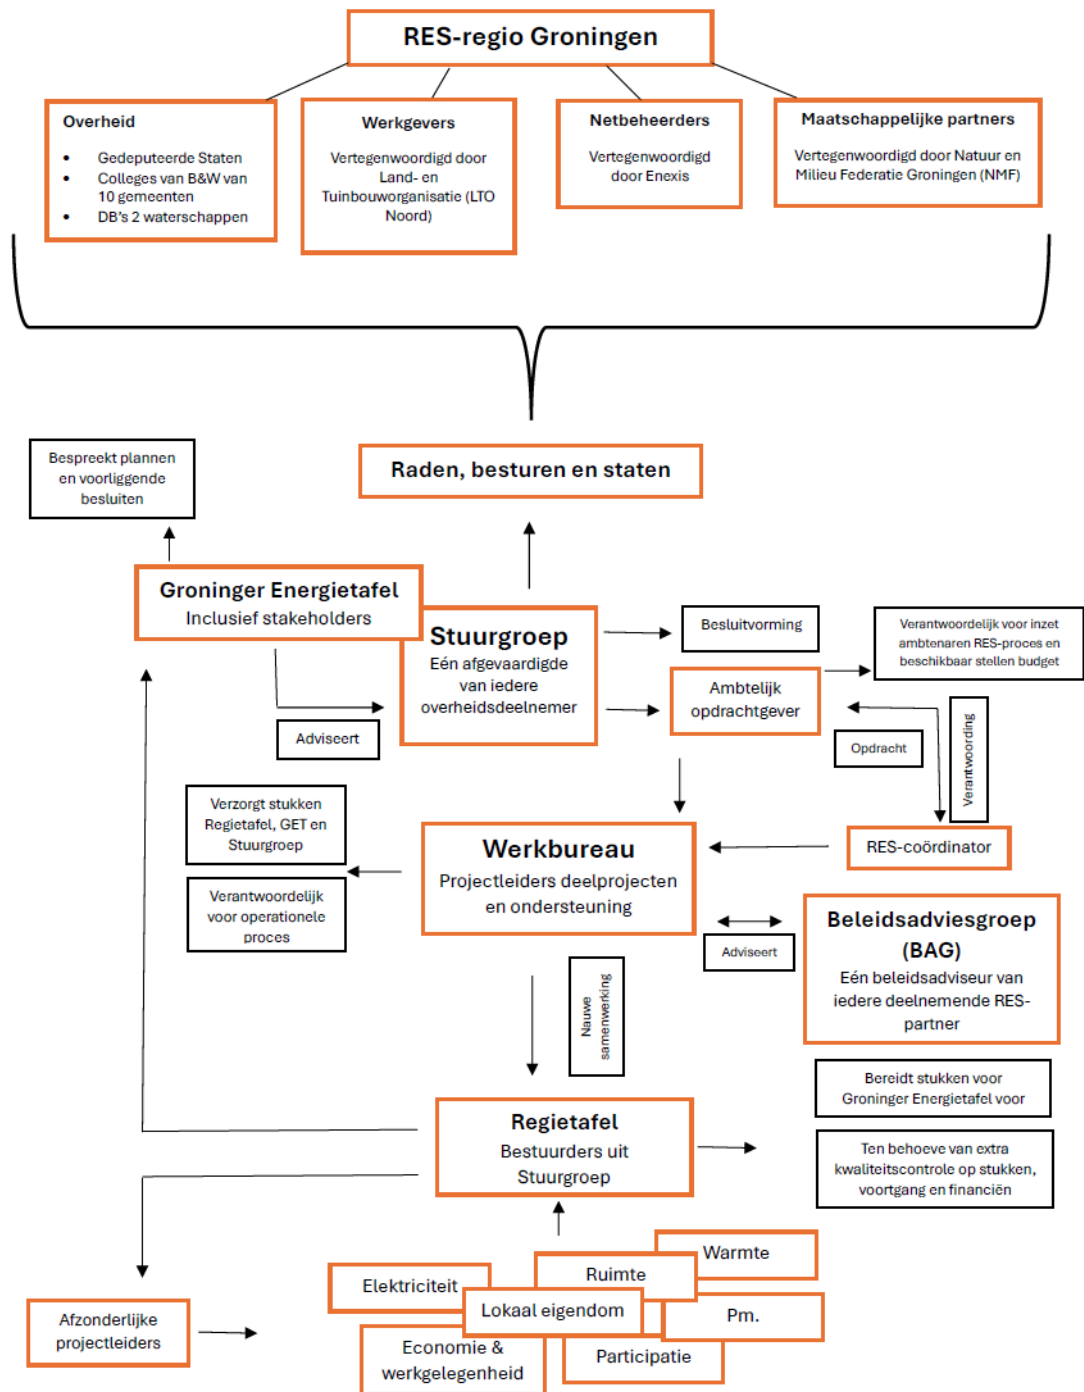 RES-regio Groningen
Overheid
• Gedeputeerde Staten
• Colleges van B&W van
10 gemeenten
• DB's 2 waterschappen
Werkgevers
Vertegenwoordigd door
Land- en
Tuinbouworganisatie (LTO
Noord)
Netbeheerders
Vertegenwoordigd
door Enexis
Maatschappelijke partners
Vertegenwoordigd door Natuur en
Milieu Federatie Groningen (NMF)
Raden, besturen en staten
Bespreekt plannen
en voorliggende
besluiten
Groninger Energietafel
Inclusief stakeholders
Stuurgroep
Eén afgevaardigde
van iedere
overheidsdeelnemer
Adviseert
Besluitvorming
Ambtelijk
opdrachtgever
Verantwoordelijk voor inzet
ambtenaren RES-proces en
beschikbaar stellen budget
Opdracht
Verantwoording
RES-coördinator
Verzorgt stukken
Regietafel, GET en
Stuurgroep
Verantwoordelijk
voor operationele
proces
Werkbureau
Projectleiders deelprojecten
en ondersteuning
Adviseert
Beleidsadviesgroep
(BAG)
Eén beleidsadviseur van
iedere deelnemende RES-
partner
Nauwe
samenwerking
Bereidt stukken voor
Groninger Energietafel voor
Ten behoeve van extra
kwaliteitscontrole op stukken,
voortgang en financiën
Regietafel
Bestuurders uit
Stuurgroep
Afzonderlijke
projectleiders
Warmte
Ruimte
Elektriciteit
Lokaal eigendom
Pm.
Economie &
werkgelegenheid
Participatie